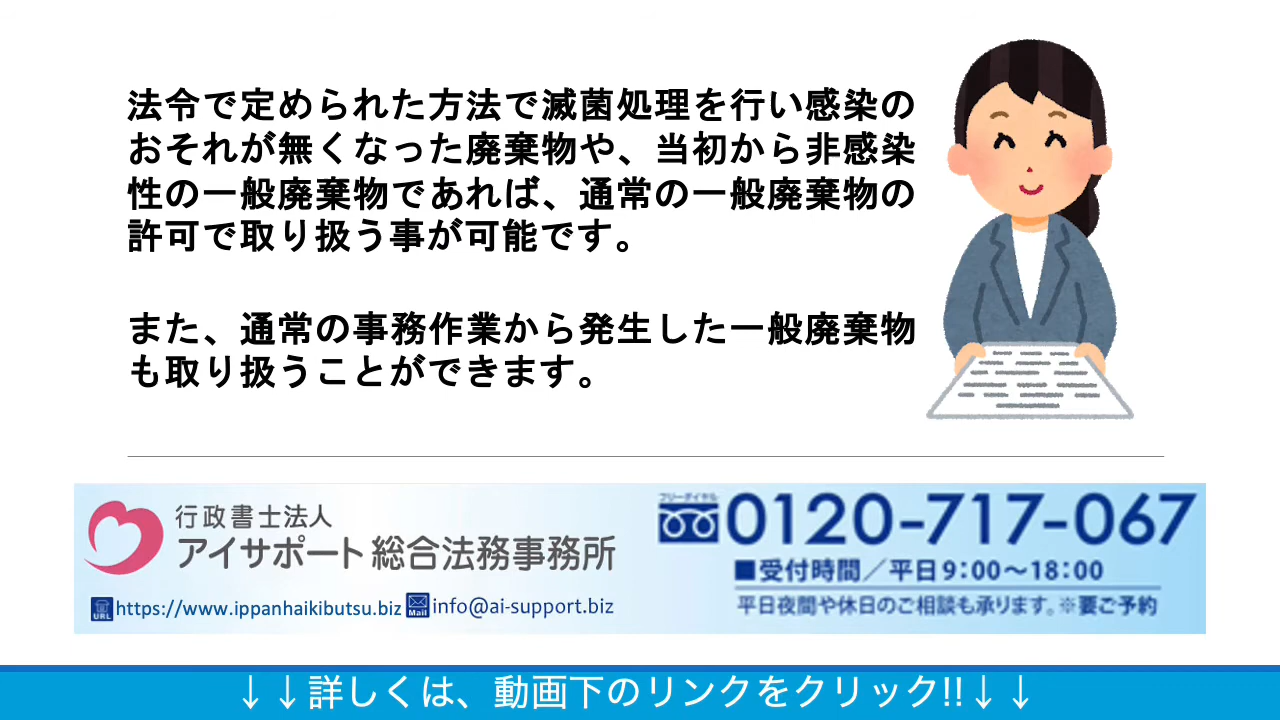 法令で定められた方法で滅菌処理を行い感染の
おそれが無くなった廃棄物や、当初から非感染
性の一般廃棄物であれば、通常の一般廃棄物の
許可で取り扱う事が可能です。
また、通常の事務作業から発生した一般廃棄物
も取り扱うことができます。
行政書士法人
アイサポート総合法務事務所
URL https://www.ippanhaikibutsu.biz Mail info@ai-support.biz
フリーダイヤル
0120-717-067
■受付時間／平日9:00〜18:00
平日夜間や休日のご相談も承ります。※要ご予約
↓↓詳しくは、動画下のリンクをクリック!!↓↓